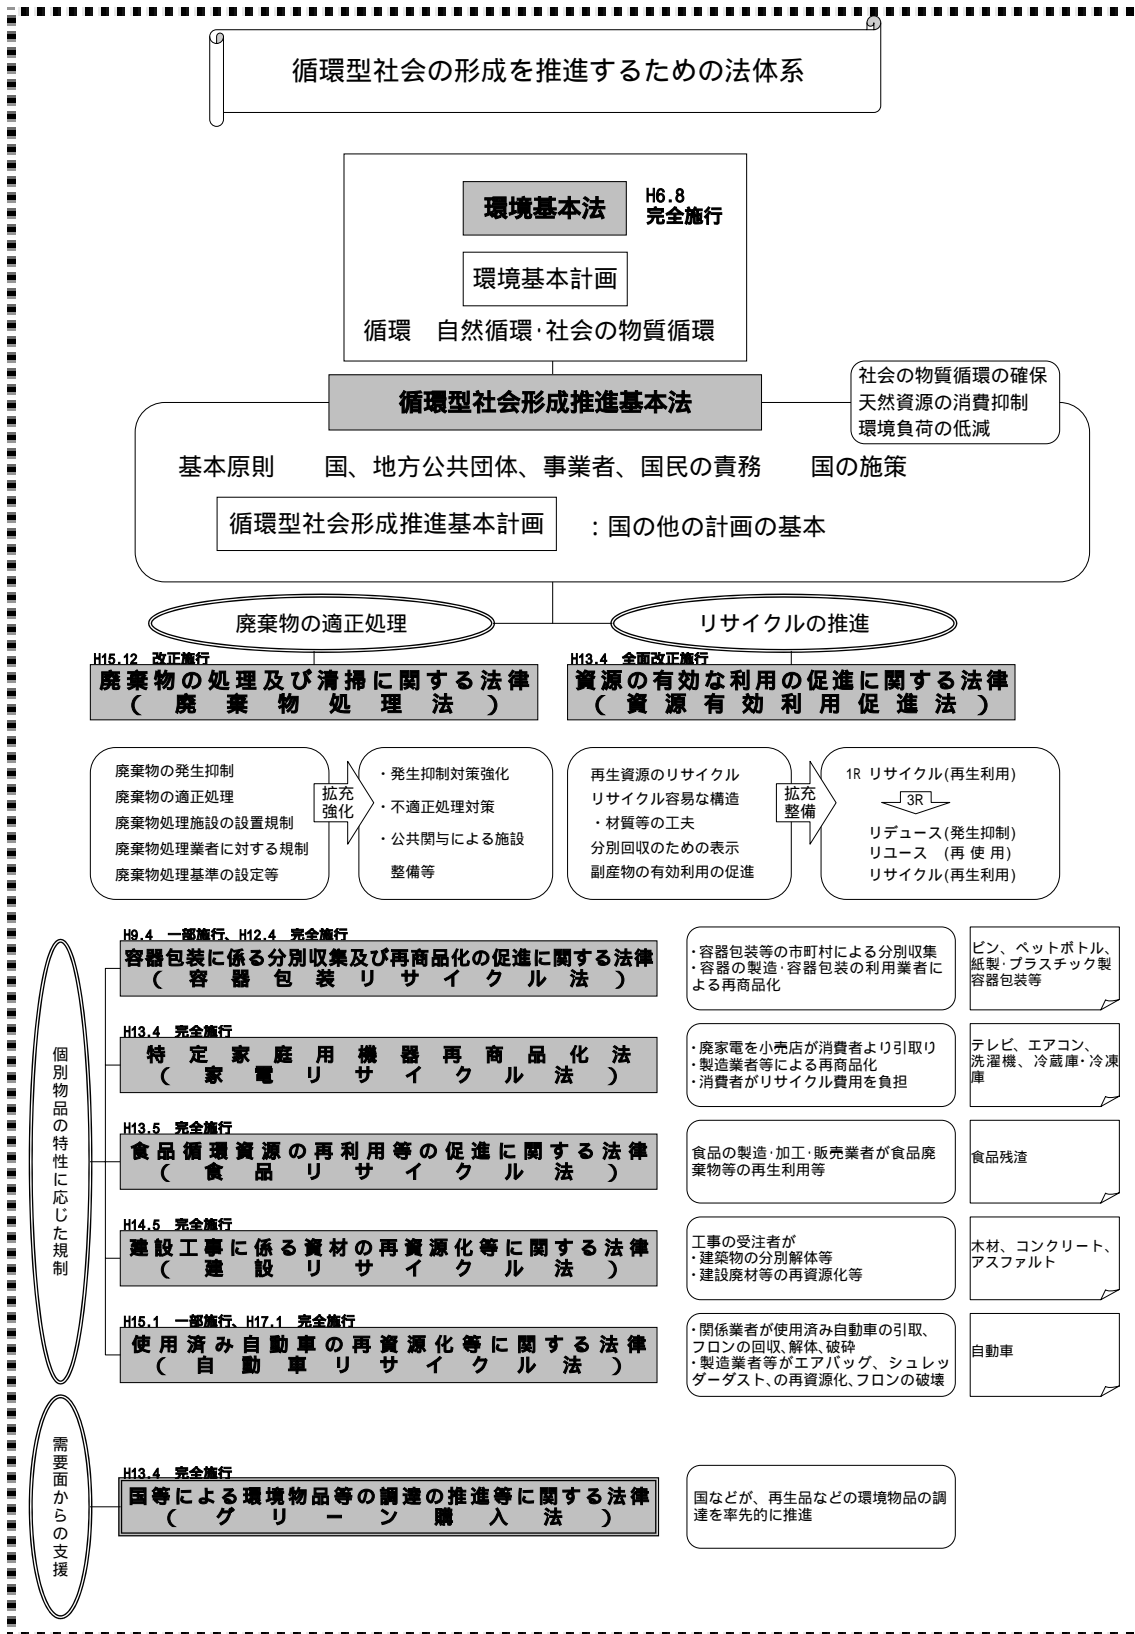 循環型社会の形成を推進するための法体系
環境基本法
H6.8
完全施行
環境基本計画
循環 自然循環･社会の物質循環
循環型社会形成推進基本法
社会の物質循環の確保
天然資源の消費抑制
環境負荷の低減
基本原則 国、地方公共団体、事業者、国民の責務 国の施策
循環型社会形成推進基本計画 :国の他の計画の基本
廃棄物の適正処理
リサイクルの推進
H15.12 改正施行
廃棄物の処理及び清掃に関する法律
(廃棄物処理法)
H13.4 全面改正施行
資源の有効な利用の促進に関する法律
(資源有効利用促進法)
廃棄物の発生抑制
廃棄物の適正処理
廃棄物処理施設の設置規制
廃棄物処理業者に対する規制
廃棄物処理基準の設定等
拡充
強化
・発生抑制対策強化
・不適正処理対策
・公共関与による施設
整備等
再生資源のリサイクル
リサイクル容易な構造
・材質等の工夫
分別回収のための表示
副産物の有効利用の促進
拡充
整備
1R リサイクル(再生利用)
3R
リデュース(発生抑制)
リユース (再使用)
リサイクル(再生利用)
個別物品の特性に応じた規制
H9.4 一部施行、H12.4 完全施行
容器包装に係る分別収集及び再商品化の促進に関する法律
(容器包装リサイクル法)
・容器包装等の市町村による分別収集
・容器の製造･容器包装の利用業者に
よる再商品化
ビン、ペットボトル、
紙製･プラスチック製
容器包装等
H13.4 完全施行
特定家庭用機器再商品化法
(家電リサイクル法)
・廃家電を小売店が消費者より引取り
・製造業者等による再商品化
・消費者がリサイクル費用を負担
テレビ、エアコン、
洗濯機、冷蔵庫･冷凍
庫
H13.5 完全施行
食品循環資源の再利用等の促進に関する法律
(食品リサイクル法)
食品の製造･加工･販売業者が食品廃
棄物等の再生利用等
食品残渣
H14.5 完全施行
建設工事に係る資材の再資源化等に関する法律
(建設リサイクル法)
工事の受注者が
・建築物の分別解体等
・建設廃材等の再資源化等
木材、コンクリート、
アスファルト
H15.1 一部施行、H17.1 完全施行
使用済み自動車の再資源化等に関する法律
(自動車リサイクル法)
・関係業者が使用済み自動車の引取、
フロンの回収、解体、破砕
・製造業者等がエアバッグ、シュレッ
ダーダスト、の再資源化、フロンの破壊
自動車
需要面からの支援
H13.4 完全施行
国等による環境物品等の調達の推進等に関する法律
(グリーン購入法)
国などが、再生品などの環境物品の調
達を率先的に推進